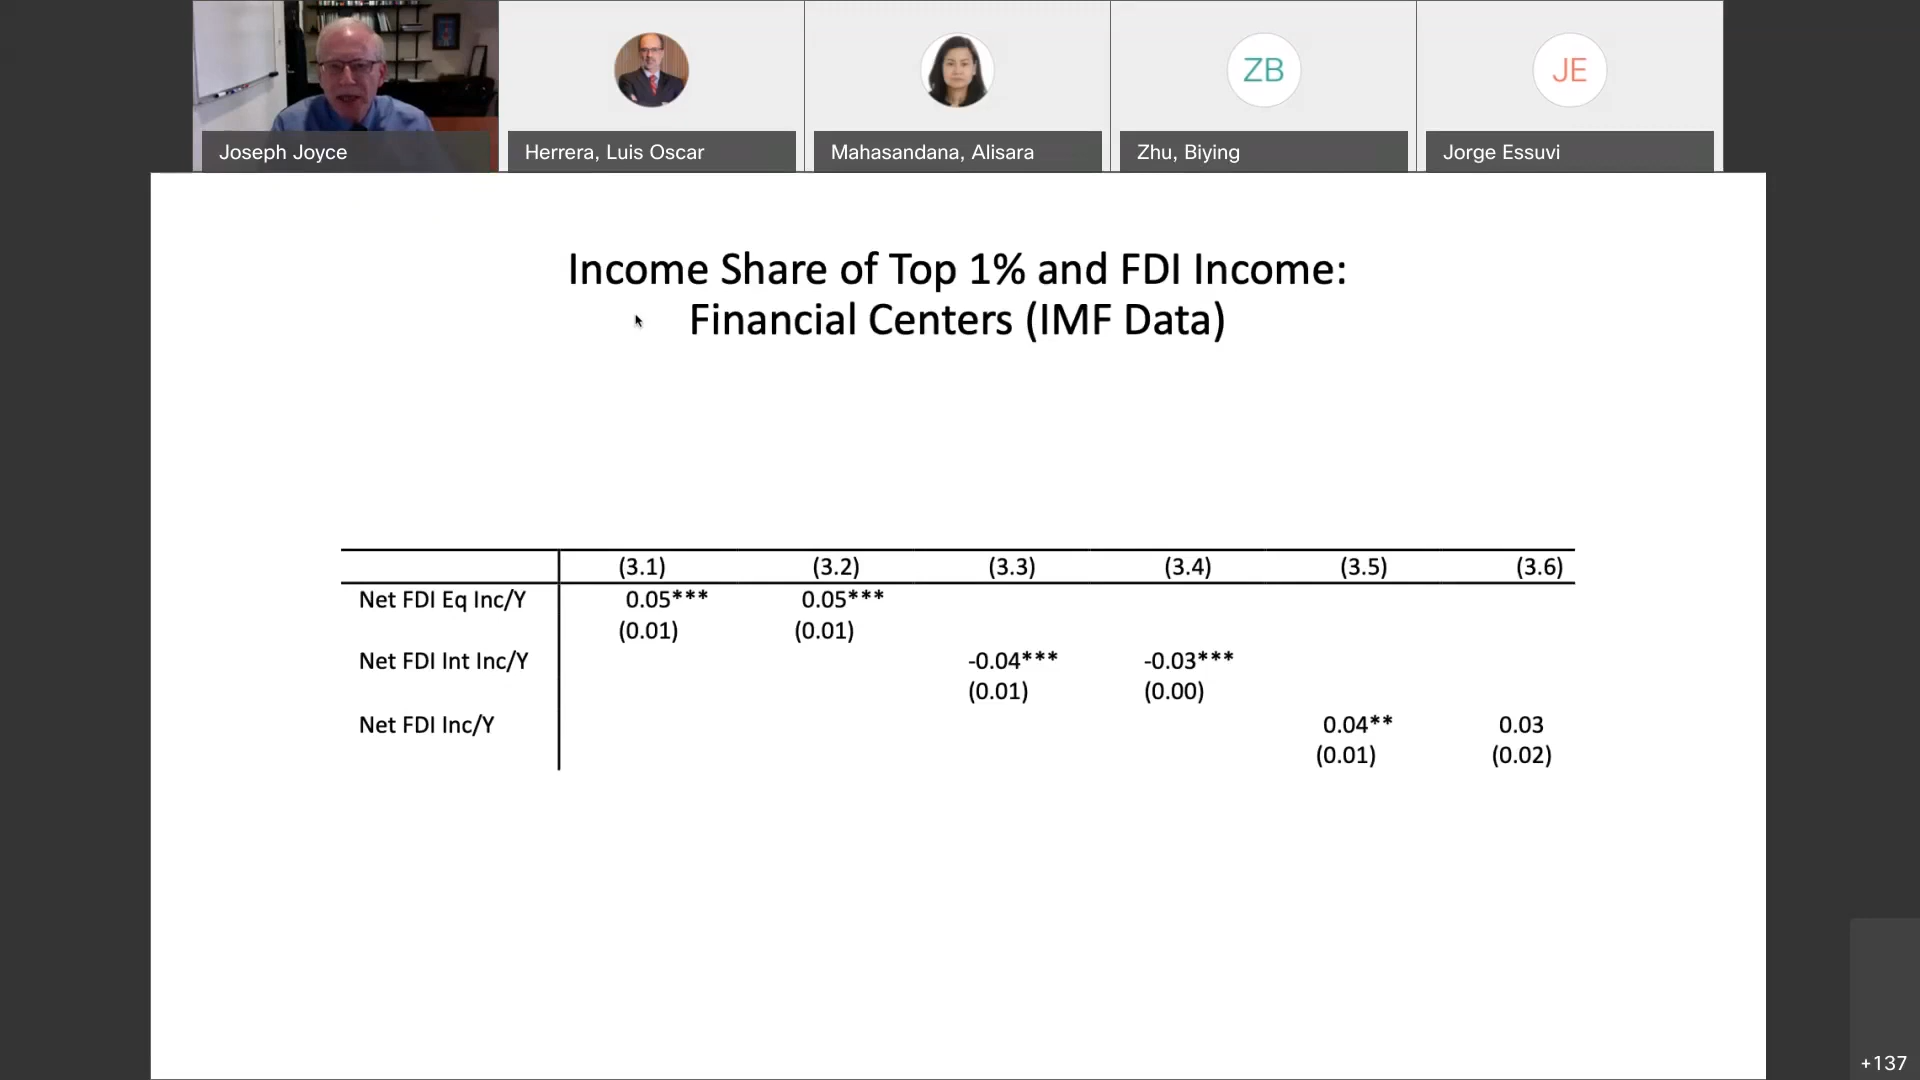 Joseph Joyce
Herrera, Luis Oscar
Mahasandana, Alisara
ZB
Zhu, Biying
JE
Jorge Essuvi
Income Share of Top 1% and FDI Income:
Financial Centers (IMF Data)
(3.1) (3.2) (3.3) (3.4) (3.5) (3.6)
Net FDI Eq Inc/Y 0.05*** 0.05***
(0.01) (0.01)
Net FDI Int Inc/Y -0.04*** -0.03***
(0.01) (0.00)
Net FDI Inc/Y 0.04** 0.03
(0.01) (0.02)
+137